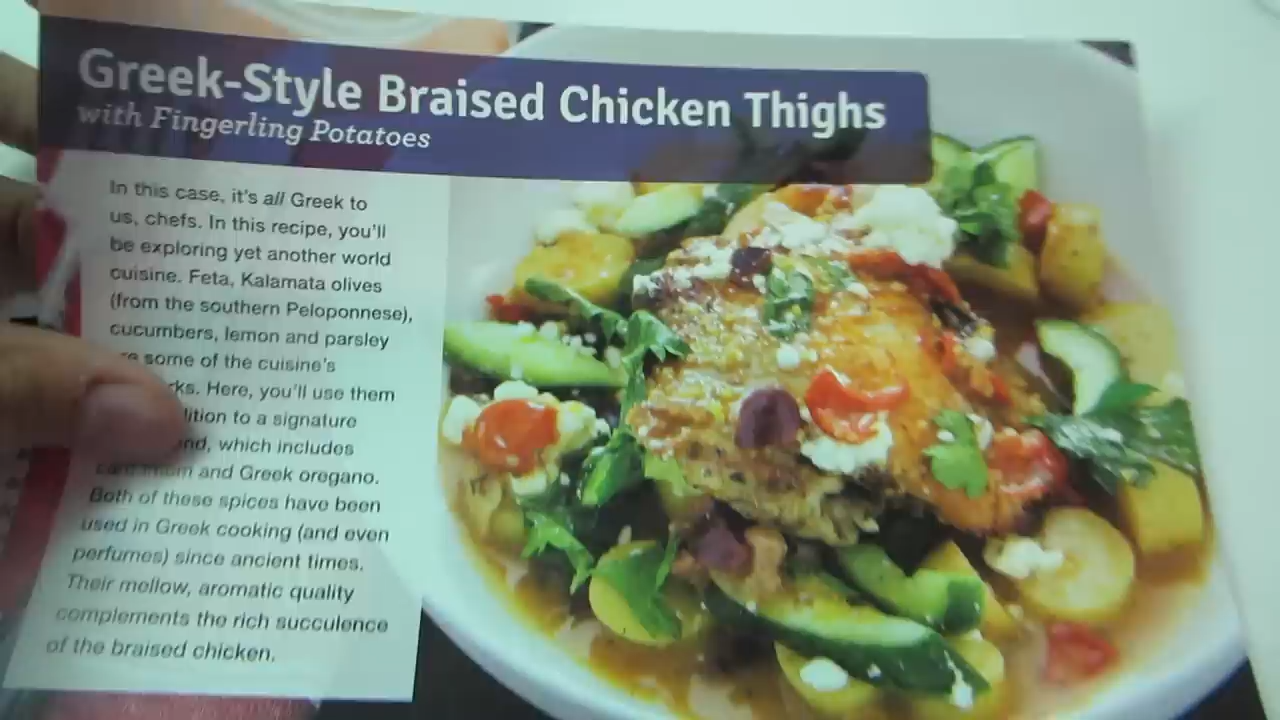 Greek-Style Braised Chicken Thighs
with Fingerling Potatoes
In this case, it's all Greek to
us, chefs. In this recipe, you'll
be exploring yet another world
cuisine. Feta, Kalamata olives
(from the southern Peloponnese),
cucumbers, lemon and parsley
some of the cuisine's
Here, you'll use them
to a signature
which includes
and Greek oregano.
Both of these spices have been
used in Greek cooking (and even
perfumes) since ancient times.
Their mellow, aromatic quality
complements the rich succulence
of the braised chicken.